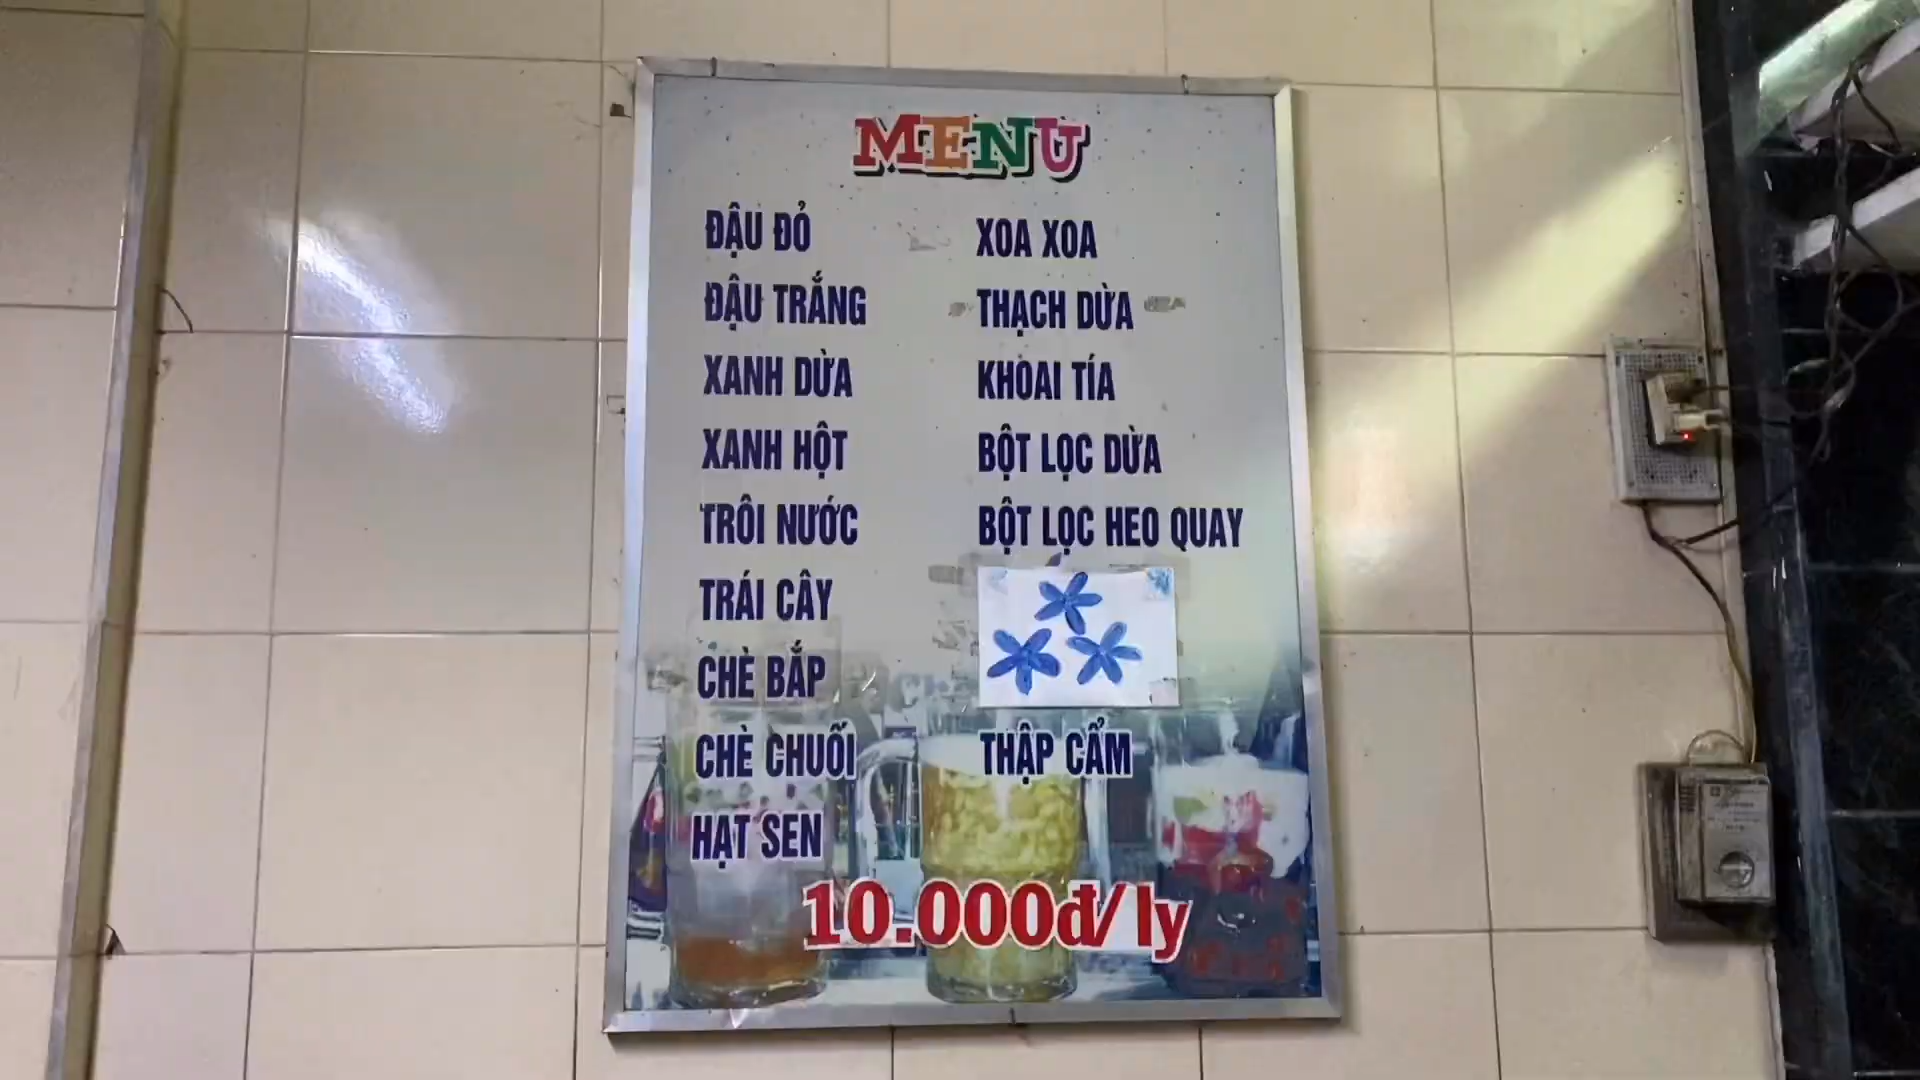 MENU
ĐẬU ĐỎ
ĐẬU TRẮNG
XANH DỪA
XANH HỘT
TRÔI NƯỚC
TRÁI CÂY
CHÈ BẮP
CHÈ CHUỐI
HẠT SEN
XOA XOA
THẠCH DỪA
KHOAI TÍA
BỘT LỌC DỪA
BỘT LỌC HEO QUAY
THẬP CẨM
10.000đ/ly